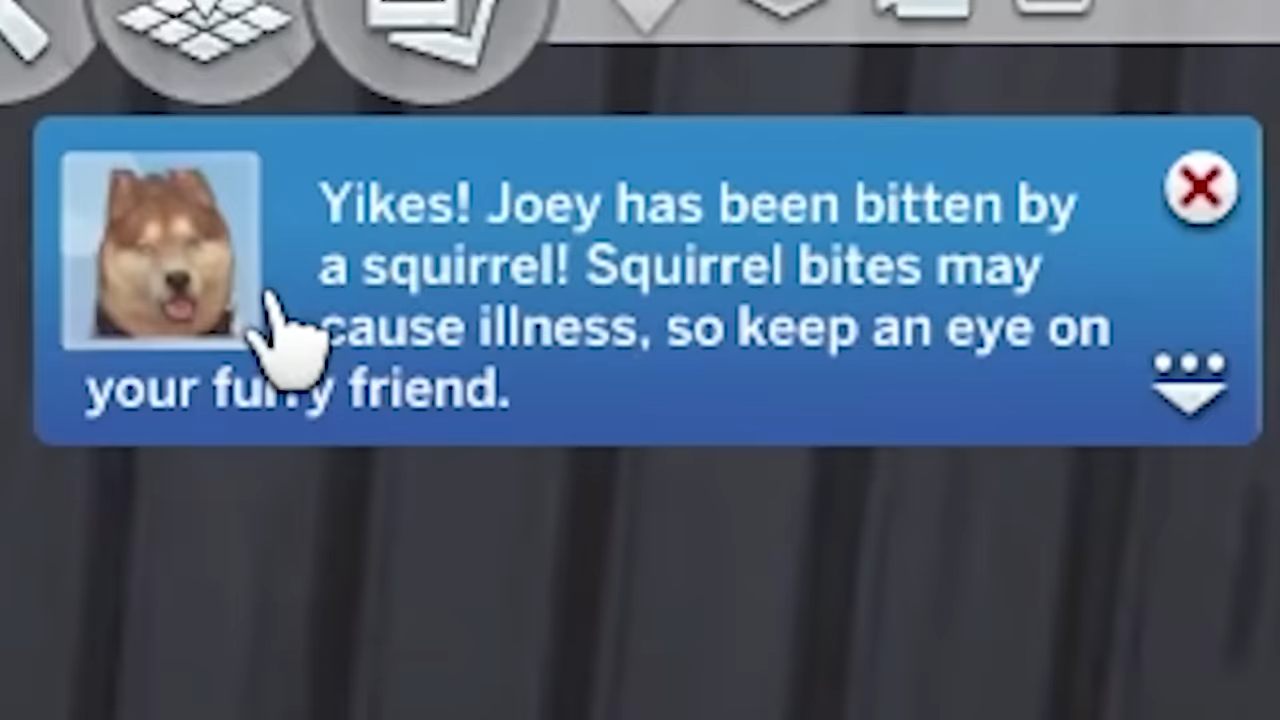 Yikes! Joey has been bitten by
a squirrel! Squirrel bites may
cause illness, so keep an eye on
your furry friend.